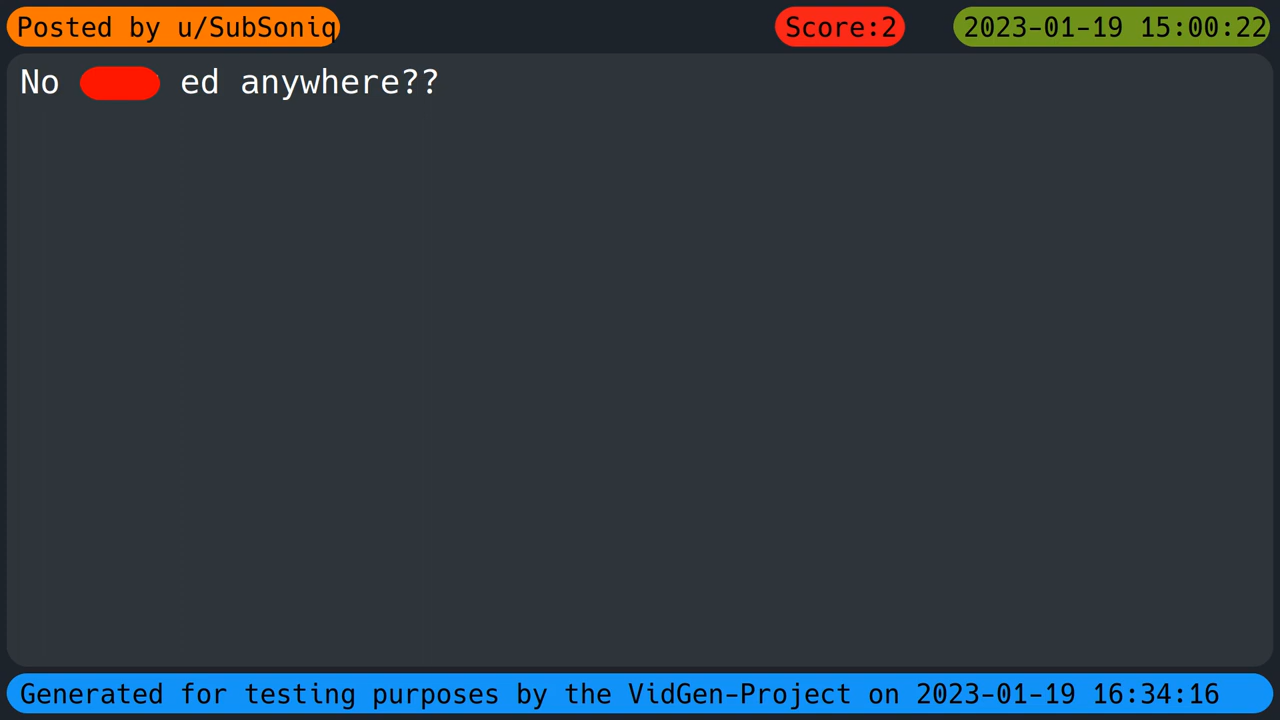 Posted by u/SubSoniq
Score:2
2023-01-19 15:00:22
No ed anywhere??
Generated for testing purposes by the VidGen-Project on 2023-01-19 16:34:16